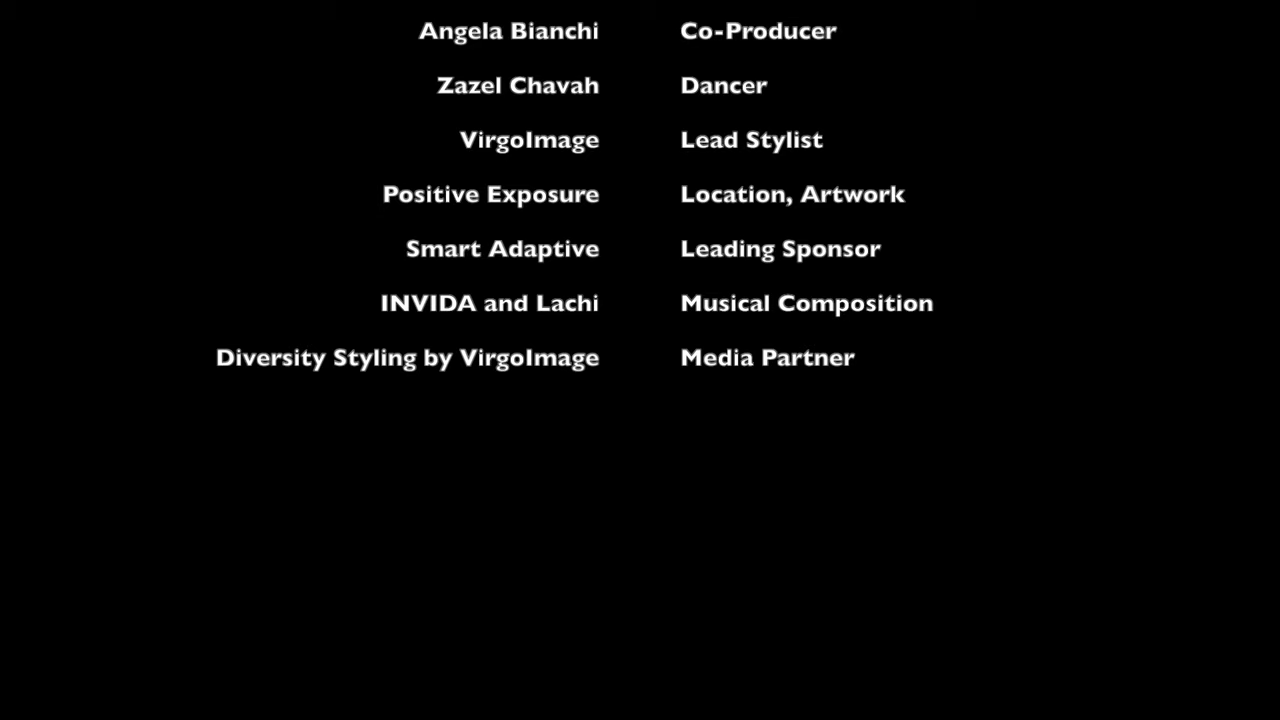 Angela Bianchi Co-Producer
Zazel Chavah Dancer
VirgoImage Lead Stylist
Positive Exposure Location, Artwork
Smart Adaptive Leading Sponsor
INVIDA and Lachi Musical Composition
Diversity Styling by VirgoImage Media Partner